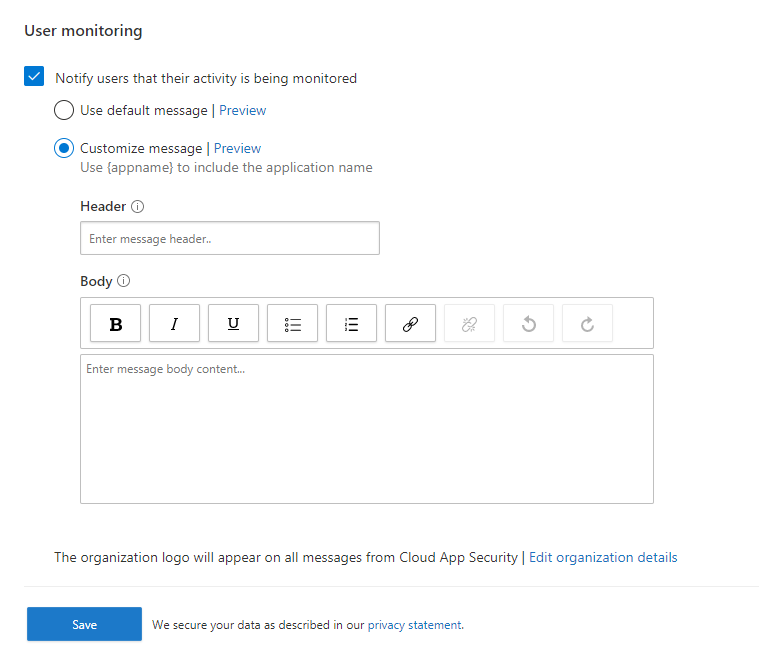 User monitoring
Notify users that their activity is being monitored
Use default message | Preview
Customize message | Preview
Use {appname} to include the application name
Header
Enter message header..
Body
B I U
Enter message body content...
The organization logo will appear on all messages from Cloud App Security | Edit organization details
Save We secure your data as described in our privacy statement.